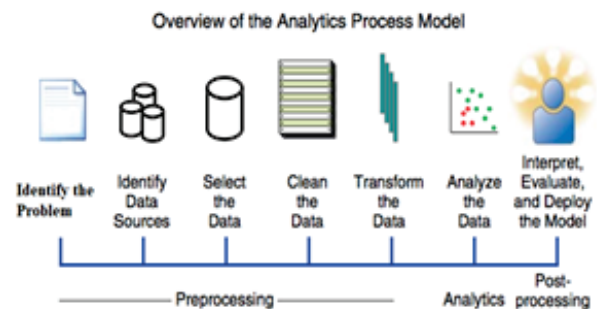 Overview of the Analytics Process Model
Identify the
Problem
Identify
Data
Sources
Select
the
Data
Clean
the
Data
Transform
the
Data
Analyze
the
Data
Interpret,
Evaluate,
and Deploy
the Model
Preprocessing
Analytics
Post-
processing